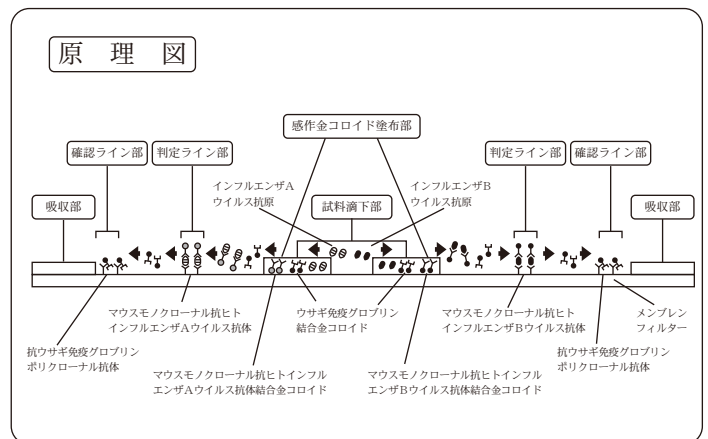 原理図
感作金コロイド塗布部
確認ライン部
判定ライン部
判定ライン部
確認ライン部
インフルエンザA
ウイルス抗原
インフルエンザB
ウイルス抗原
吸収部
試料滴下部
吸収部
マウスモノクローナル抗ヒト
インフルエンザAウイルス抗体
ウサギ免疫グロブリン
結合金コロイド
マウスモノクローナル抗ヒト
インフルエンザBウイルス抗体
メンブレン
フィルター
抗ウサギ免疫グロブリン
ポリクローナル抗体
抗ウサギ免疫グロブリン
ポリクローナル抗体
マウスモノクローナル抗ヒトインフル
エンザAウイルス抗体結合金コロイド
マウスモノクローナル抗ヒトインフル
エンザBウイルス抗体結合金コロイド